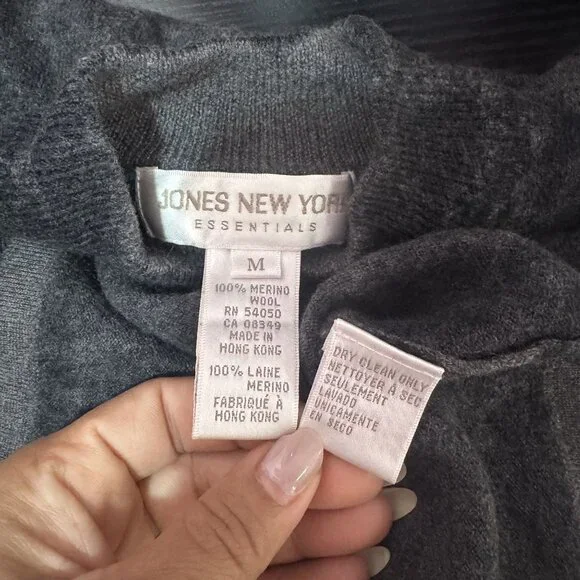 JONES NEW YORK
ESSENTIALS
M
100% MERINO
WOOL
RN 54050
CA 08349
MADE IN
HONG KONG
100% LAINE
MERINO
FABRIQUÉ À
HONG KONG
DRY CLEAN ONLY
NETTOYER À SEC
SEULEMENT
LAVADO
UNICAMENTE
EN SECO